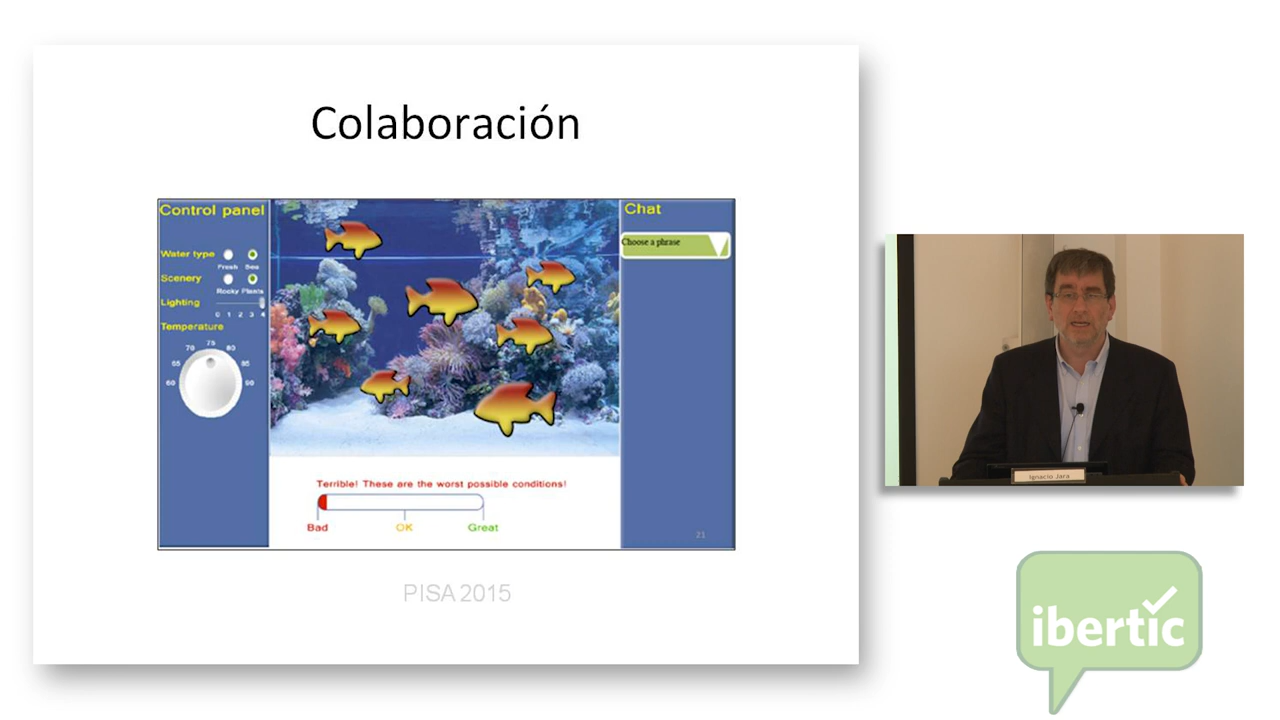 Colaboración
Control panel
Water type
Fresh Sea
Scenery
Rocky Plants
Lighting
0 1 2 3 4
Temperature
75
70 80
65 85
60 90
Chat
Choose a phrase
Terrible! These are the worst possible conditions!
Bad OK Great
21
PISA 2015
Ignacio Jara
ibertic